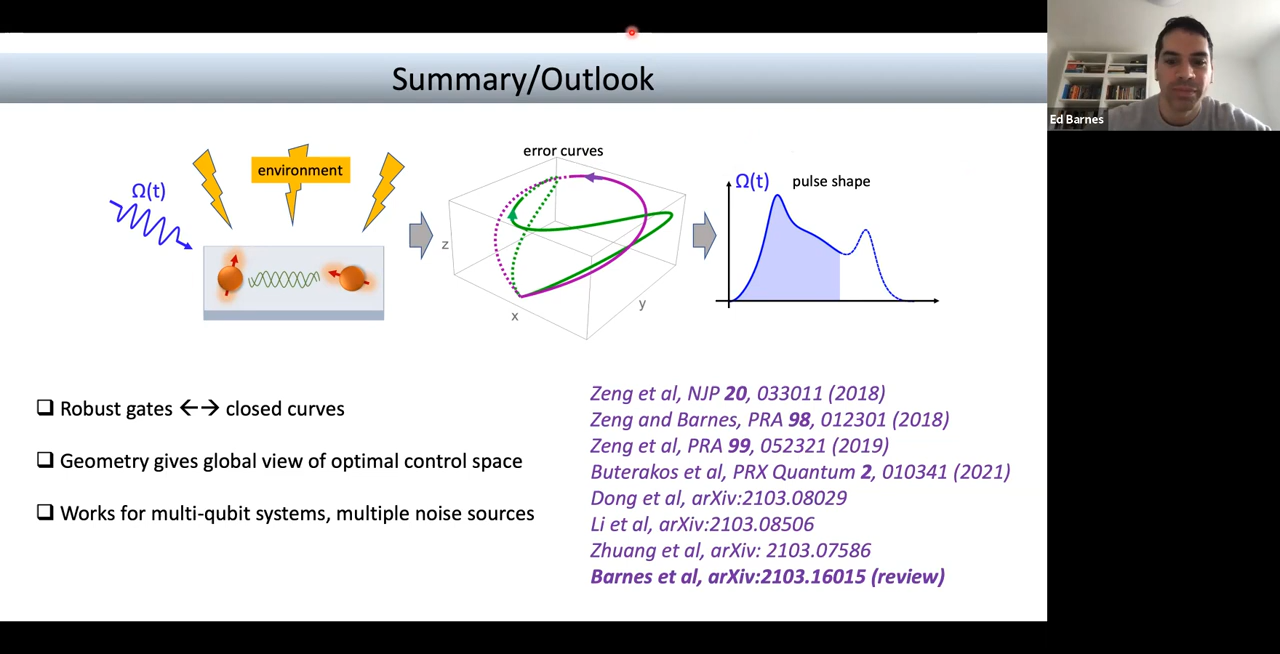 Summary/Outlook
Ed Barnes
Ω(t)
environment
error curves
z
x
y
Ω(t)
pulse shape
❑ Robust gates ←→ closed curves
❑ Geometry gives global view of optimal control space
❑ Works for multi-qubit systems, multiple noise sources
Zeng et al, NJP 20, 033011 (2018)
Zeng and Barnes, PRA 98, 012301 (2018)
Zeng et al, PRA 99, 052321 (2019)
Buterakos et al, PRX Quantum 2, 010341 (2021)
Dong et al, arXiv:2103.08029
Li et al, arXiv:2103.08506
Zhuang et al, arXiv: 2103.07586
Barnes et al, arXiv:2103.16015 (review)